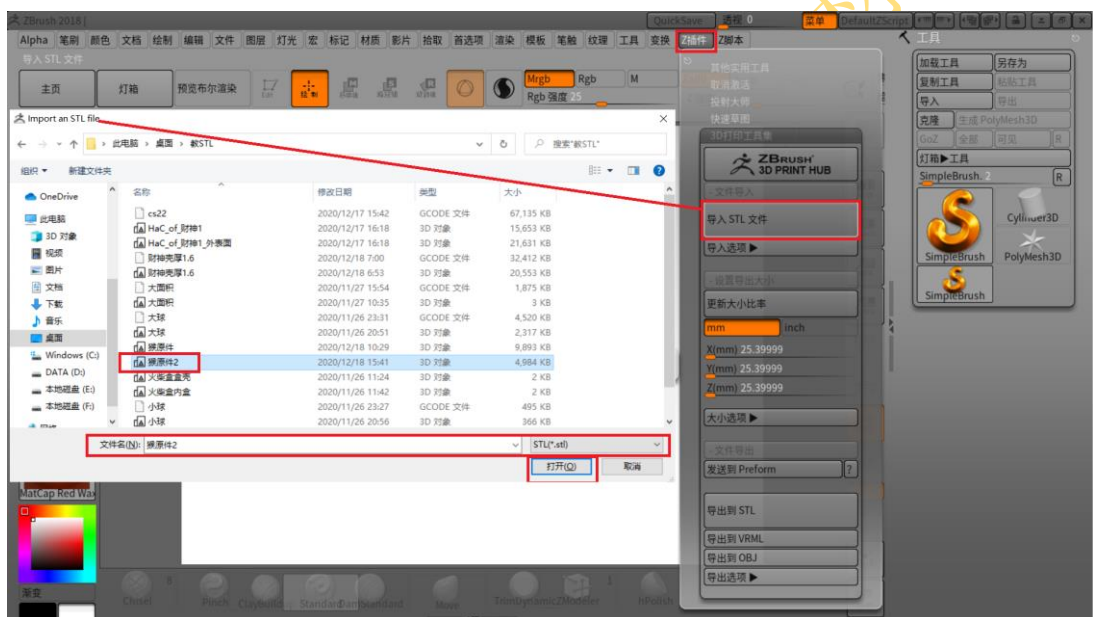 ZBrush 2018 [
QuickSave 透视 0 菜单 DefaultZScript
Alpha 笔刷 颜色 文档 绘制 编辑 文件 图层 灯光 宏 标记 材质 影片 拾取 首选项 渲染 模板 笔触 纹理 工具 变换 Z插件 Z脚本
导入 STL 文件
主页 灯箱 预览布尔渲染
Mrgb Rgb M
Rgb 强度 25
Import an STL file
此电脑 › 桌面 › 教STL
搜索"教STL"
组织 新建文件夹
名称 修改日期 类型 大小
cs22 2020/12/17 15:42 GCODE 文件 67,135 KB
HaC_of_财神1 2020/12/17 16:18 3D 对象 15,653 KB
HaC_of_财神1_外表面 2020/12/17 16:18 3D 对象 21,631 KB
财神壳厚1.6 2020/12/18 7:00 GCODE 文件 32,412 KB
财神壳厚1.6 2020/12/18 6:53 3D 对象 20,553 KB
大面积 2020/11/27 15:54 GCODE 文件 1,875 KB
大面积 2020/11/27 10:35 3D 对象 3 KB
大球 2020/11/26 23:31 GCODE 文件 4,520 KB
大球 2020/11/26 20:51 3D 对象 2,317 KB
猴原件 2020/12/18 10:29 3D 对象 9,893 KB
猴原件2 2020/12/18 15:41 3D 对象 4,984 KB
火柴盒盒壳 2020/11/26 11:24 3D 对象 2 KB
火柴盒内盒 2020/11/26 11:42 3D 对象 2 KB
小球 2020/11/26 23:27 GCODE 文件 495 KB
小球 2020/11/26 20:56 3D 对象 366 KB
OneDrive
此电脑
3D 对象
视频
图片
文档
下载
音乐
桌面
Windows (C:)
DATA (D:)
本地磁盘 (E:)
本地磁盘 (F:)
文件名(N): 猴原件2 STL(*.stl)
打开(O) 取消
其他实用工具
取消激活
投射大师
快速草图
3D打印工具集
ZBRUSH
3D PRINT HUB
文件导入
导入 STL 文件
导入选项▶
设置导出大小
更新大小比率
mm inch
X(mm) 25.39999
Y(mm) 25.39999
Z(mm) 25.39999
大小选项 ▶
文件导出
发送到 Preform ?
导出到 STL
导出到 VRML
导出到 OBJ
导出选项 ▶
工具
加载工具 另存为
复制工具 粘贴工具
导入 导出
克隆 生成 PolyMesh3D
GoZ 全部 可见 R
灯箱▶工具
SimpleBrush. 2 R
Cylinder3D
SimpleBrush PolyMesh3D
SimpleBrush
MatCap Red Wax
渐变
Chisel 8 Pinch ClayBuildup Standard DamStandard Move TrimDynamic ZModeler 1 hPolish